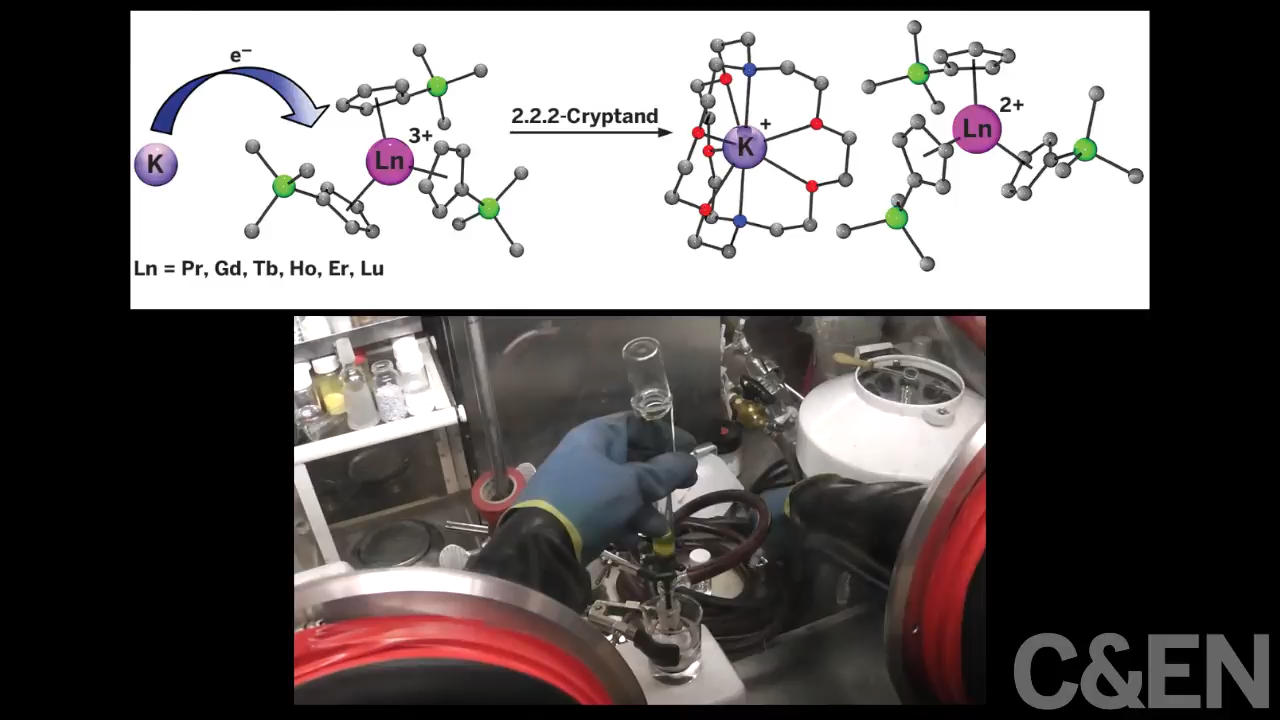 e⁻
K
Ln
3+
2.2.2-Cryptand
K
+
Ln
2+
Ln = Pr, Gd, Tb, Ho, Er, Lu
C&EN